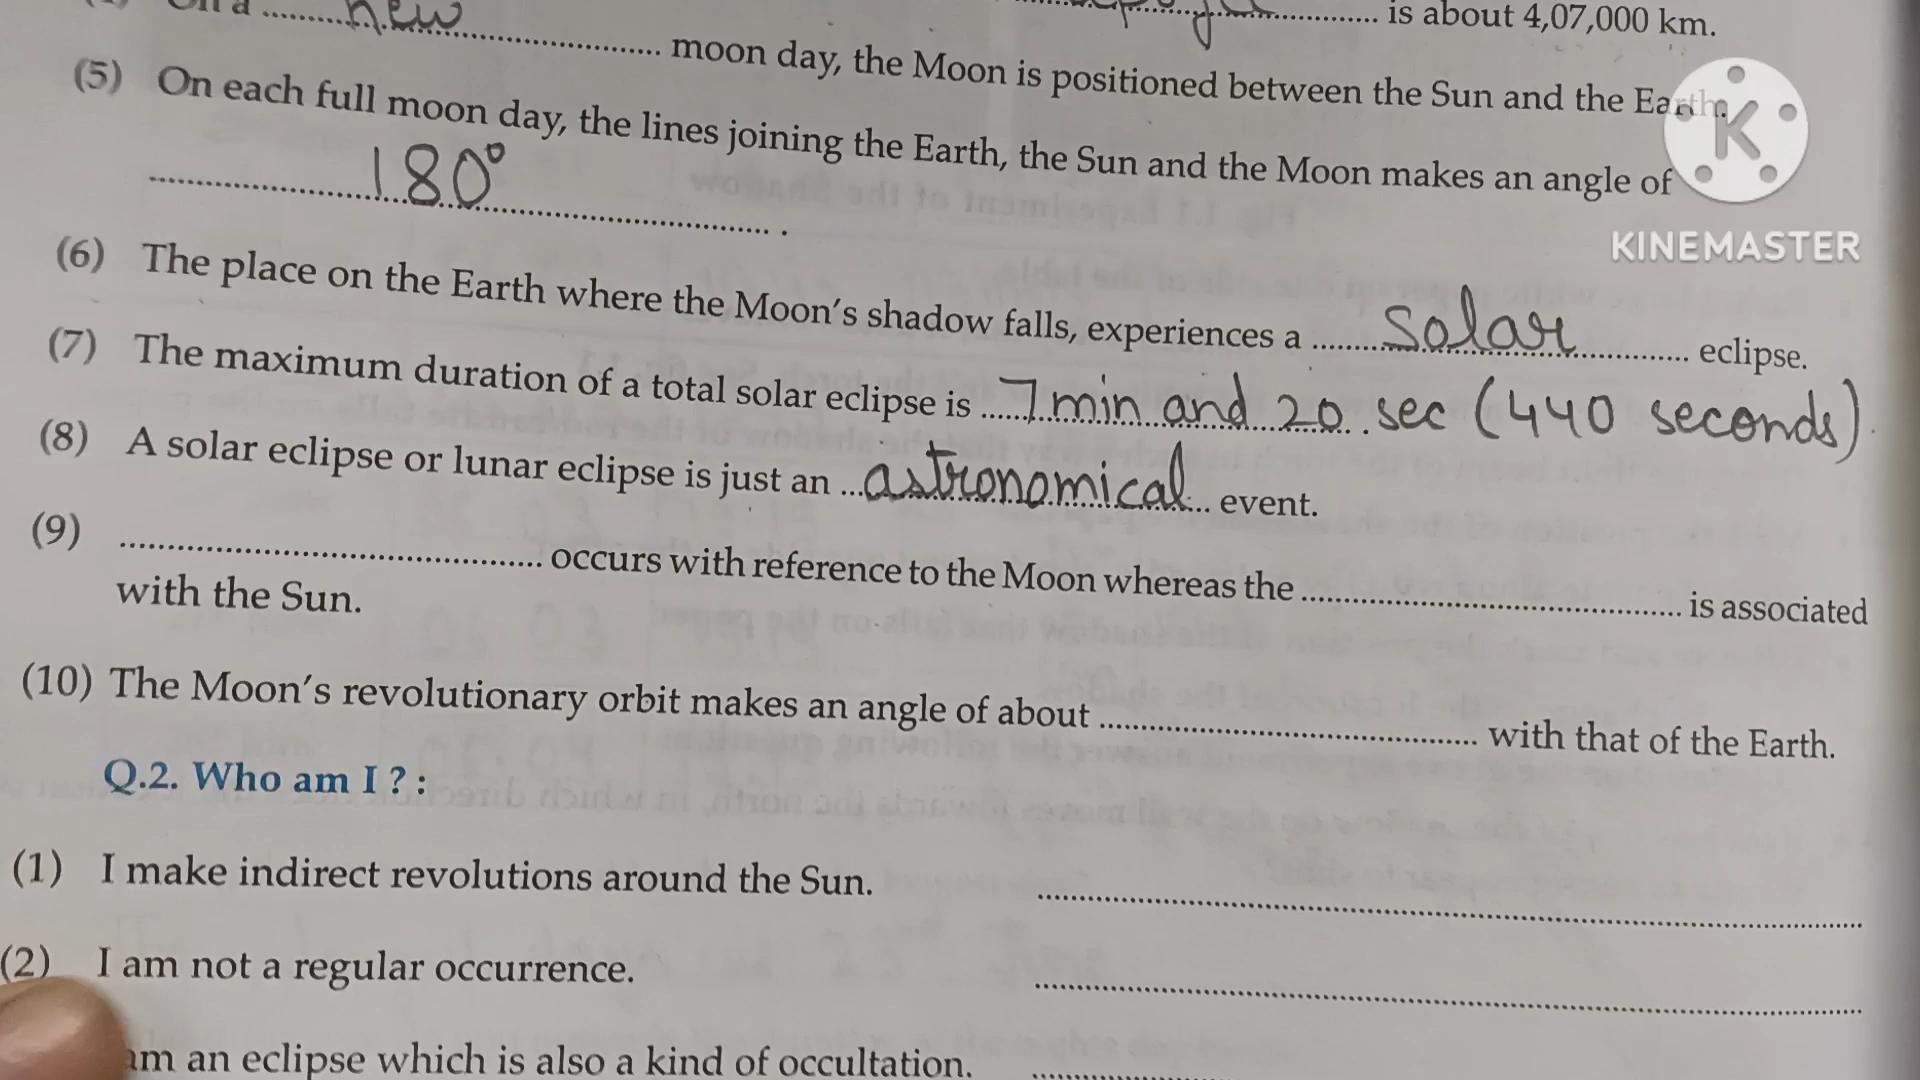 new is about 4,07,000 km.
moon day, the Moon is positioned between the Sun and the Earth.
(5) On each full moon day, the lines joining the Earth, the Sun and the Moon makes an angle of
180°
(6) The place on the Earth where the Moon's shadow falls, experiences a solar eclipse.
(7) The maximum duration of a total solar eclipse is 7 min and 20 sec (440 seconds).
(8) A solar eclipse or lunar eclipse is just an astronomical event.
(9) occurs with reference to the Moon whereas the is associated
with the Sun.
(10) The Moon's revolutionary orbit makes an angle of about with that of the Earth.
Q.2. Who am I ? :
(1) I make indirect revolutions around the Sun.
(2) I am not a regular occurrence.
am an eclipse which is also a kind of occultation.
K
KINEMASTER